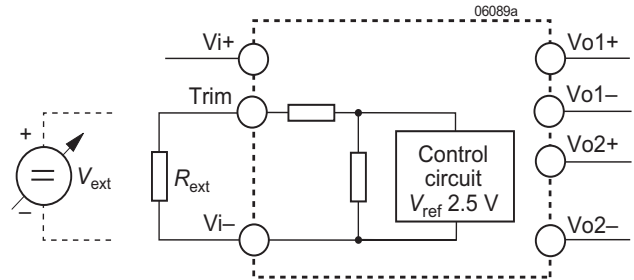 06089a
Vi+
Vo1+
Trim
Vo1–
Vo2+
+
Vext
–
Rext
Control
circuit
Vref 2.5 V
Vi–
Vo2–